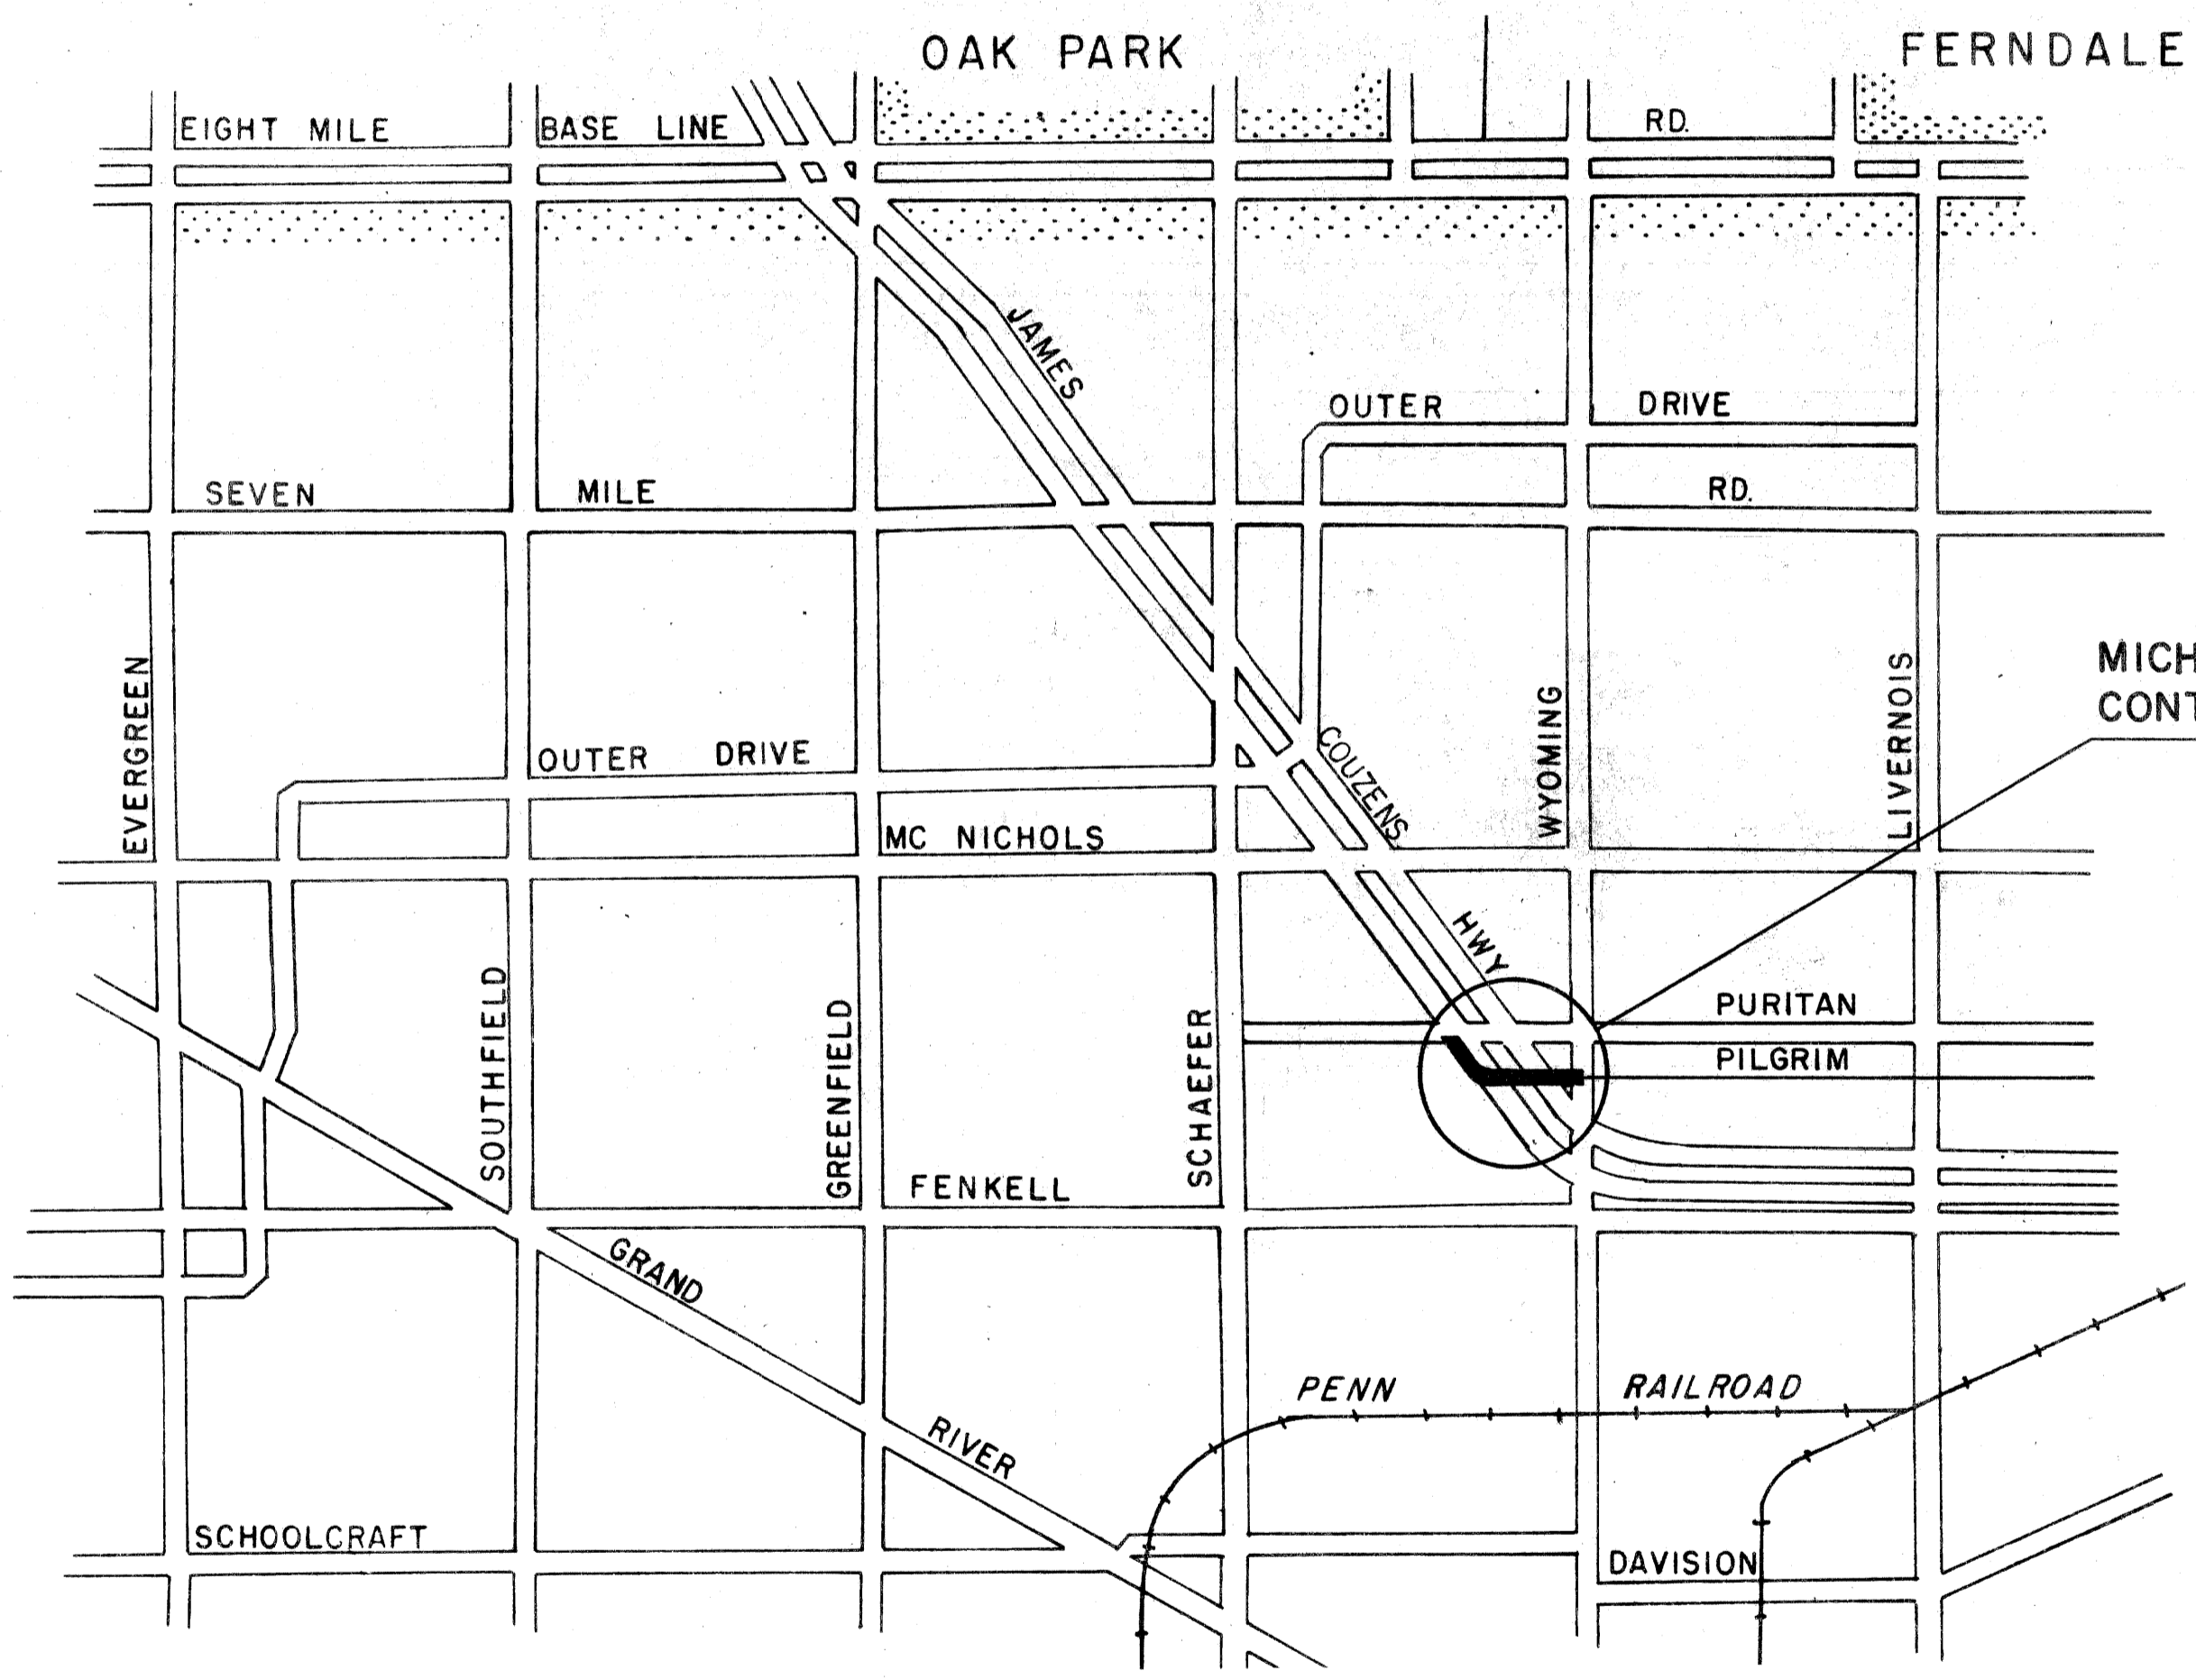 OAK PARK
FERNDALE
EIGHT MILE
BASE LINE
RD.
JAMES
OUTER
DRIVE
SEVEN
MILE
RD.
EVERGREEN
MICH
CONT
WYOMING
LIVERNOIS
OUTER DRIVE
COUZENS
MC NICHOLS
HWY
SOUTHFIELD
GREENFIELD
SCHAEFER
PURITAN
PILGRIM
FENKELL
GRAND
PENN
RAILROAD
RIVER
SCHOOLCRAFT
DAVISION